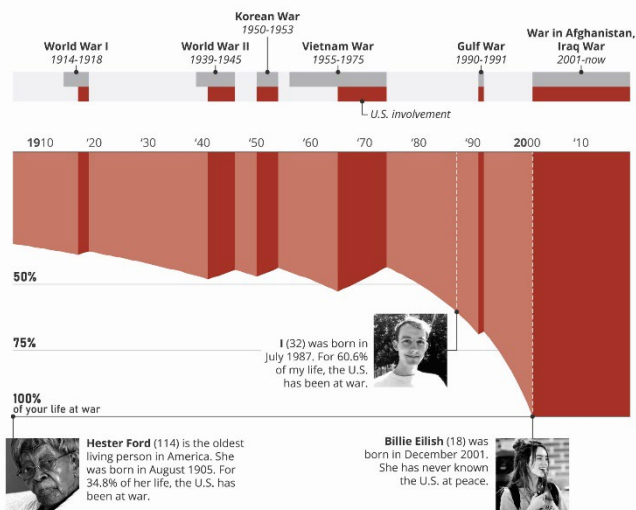 Korean War
1950-1953
World War I
1914-1918
World War II
1939-1945
Vietnam War
1955-1975
Gulf War
1990-1991
War in Afghanistan,
Iraq War
2001-now
U.S. involvement
1910 '20 '30 '40 '50 '60 '70 '80 '90 2000 '10
50%
75%
100%
of your life at war
I (32) was born in
July 1987. For 60.6%
of my life, the U.S.
has been at war.
Hester Ford (114) is the oldest
living person in America. She
was born in August 1905. For
34.8% of her life, the U.S. has
been at war.
Billie Eilish (18) was
born in December 2001.
She has never known
the U.S. at peace.